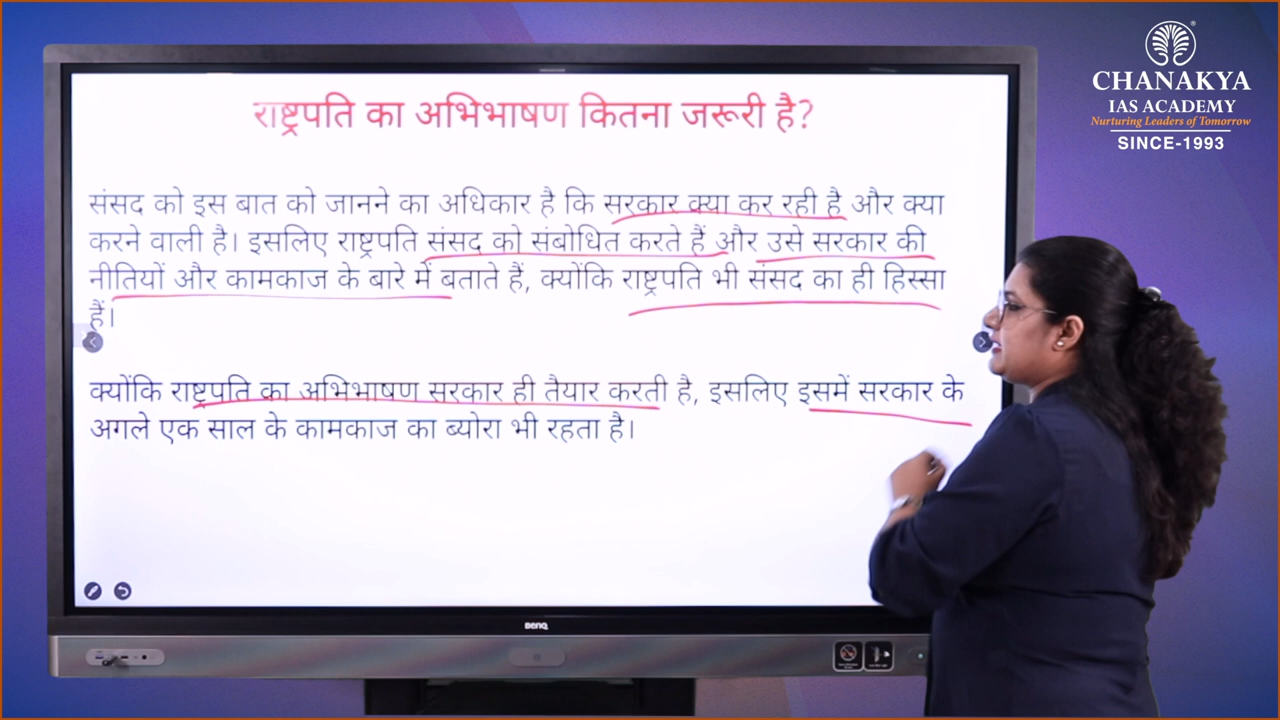 CHANAKYA
IAS ACADEMY
Nurturing Leaders of Tomorrow
SINCE-1993
राष्ट्रपति का अभिभाषण कितना जरूरी है?
संसद को इस बात को जानने का अधिकार है कि सरकार क्या कर रही है और क्या
करने वाली है। इसलिए राष्ट्रपति संसद को संबोधित करते हैं और उसे सरकार की
नीतियों और कामकाज के बारे में बताते हैं, क्योंकि राष्ट्रपति भी संसद का ही हिस्सा
हैं।
क्योंकि राष्ट्रपति का अभिभाषण सरकार ही तैयार करती है, इसलिए इसमें सरकार के
अगले एक साल के कामकाज का ब्योरा भी रहता है।
BenQ